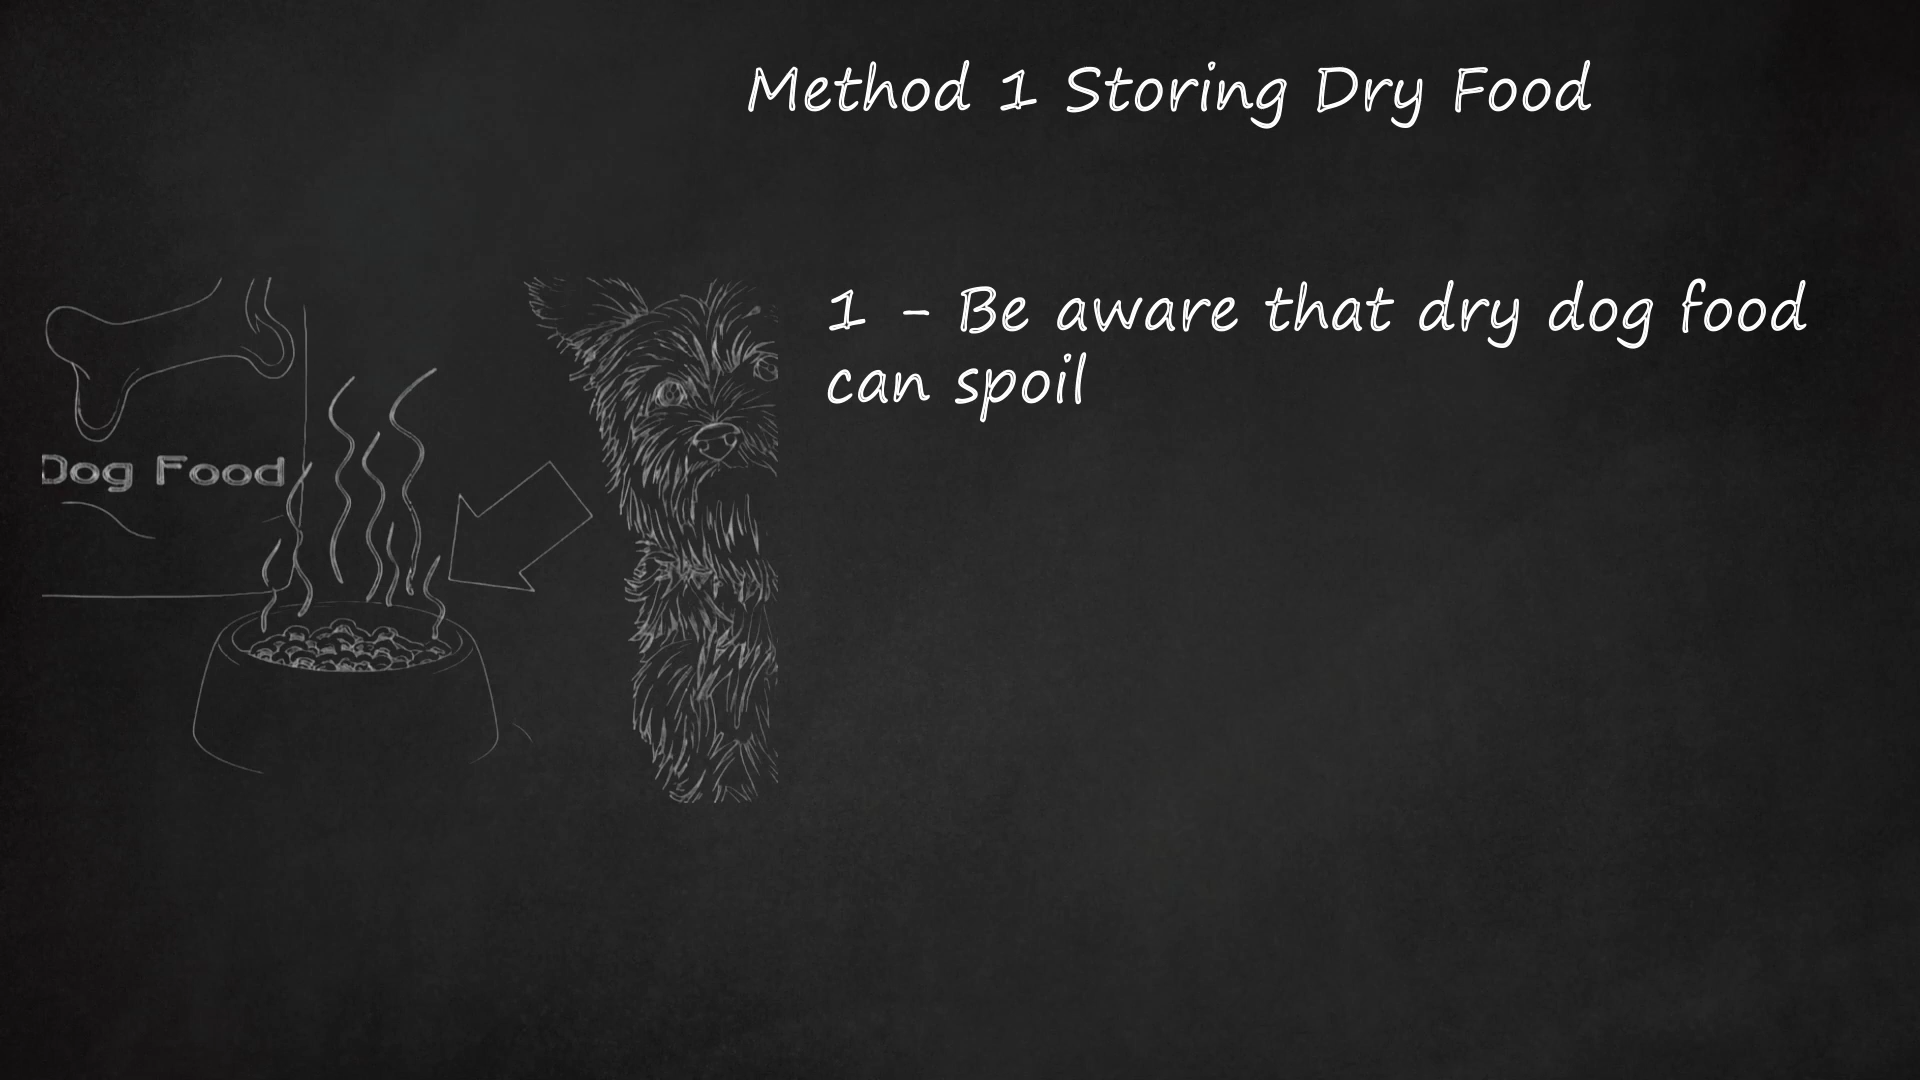 Method 1 Storing Dry Food
1 - Be aware that dry dog food
can spoil
Dog Food